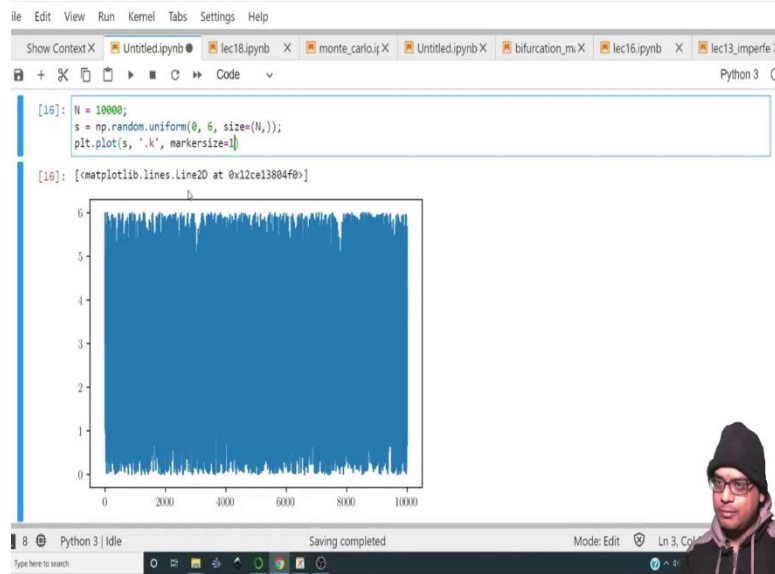 ile Edit View Run Kernel Tabs Settings Help
Show Context X Untitled.ipynb lec18.ipynb X monte_carlo.ip X Untitled.ipynb X bifurcation_ma X lec16.ipynb X lec13_imperfe
Code Python 3
[16]: N = 10000;
s = np.random.uniform(0, 6, size=(N,));
plt.plot(s, '.k', markersize=1)
[16]: [<matplotlib.lines.Line2D at 0x12ce13804f0>]
6
5
4
3
2
1
0
0 2000 4000 6000 8000 10000
8 Python 3 | Idle Saving completed Mode: Edit Ln 3, Col
Type here to search